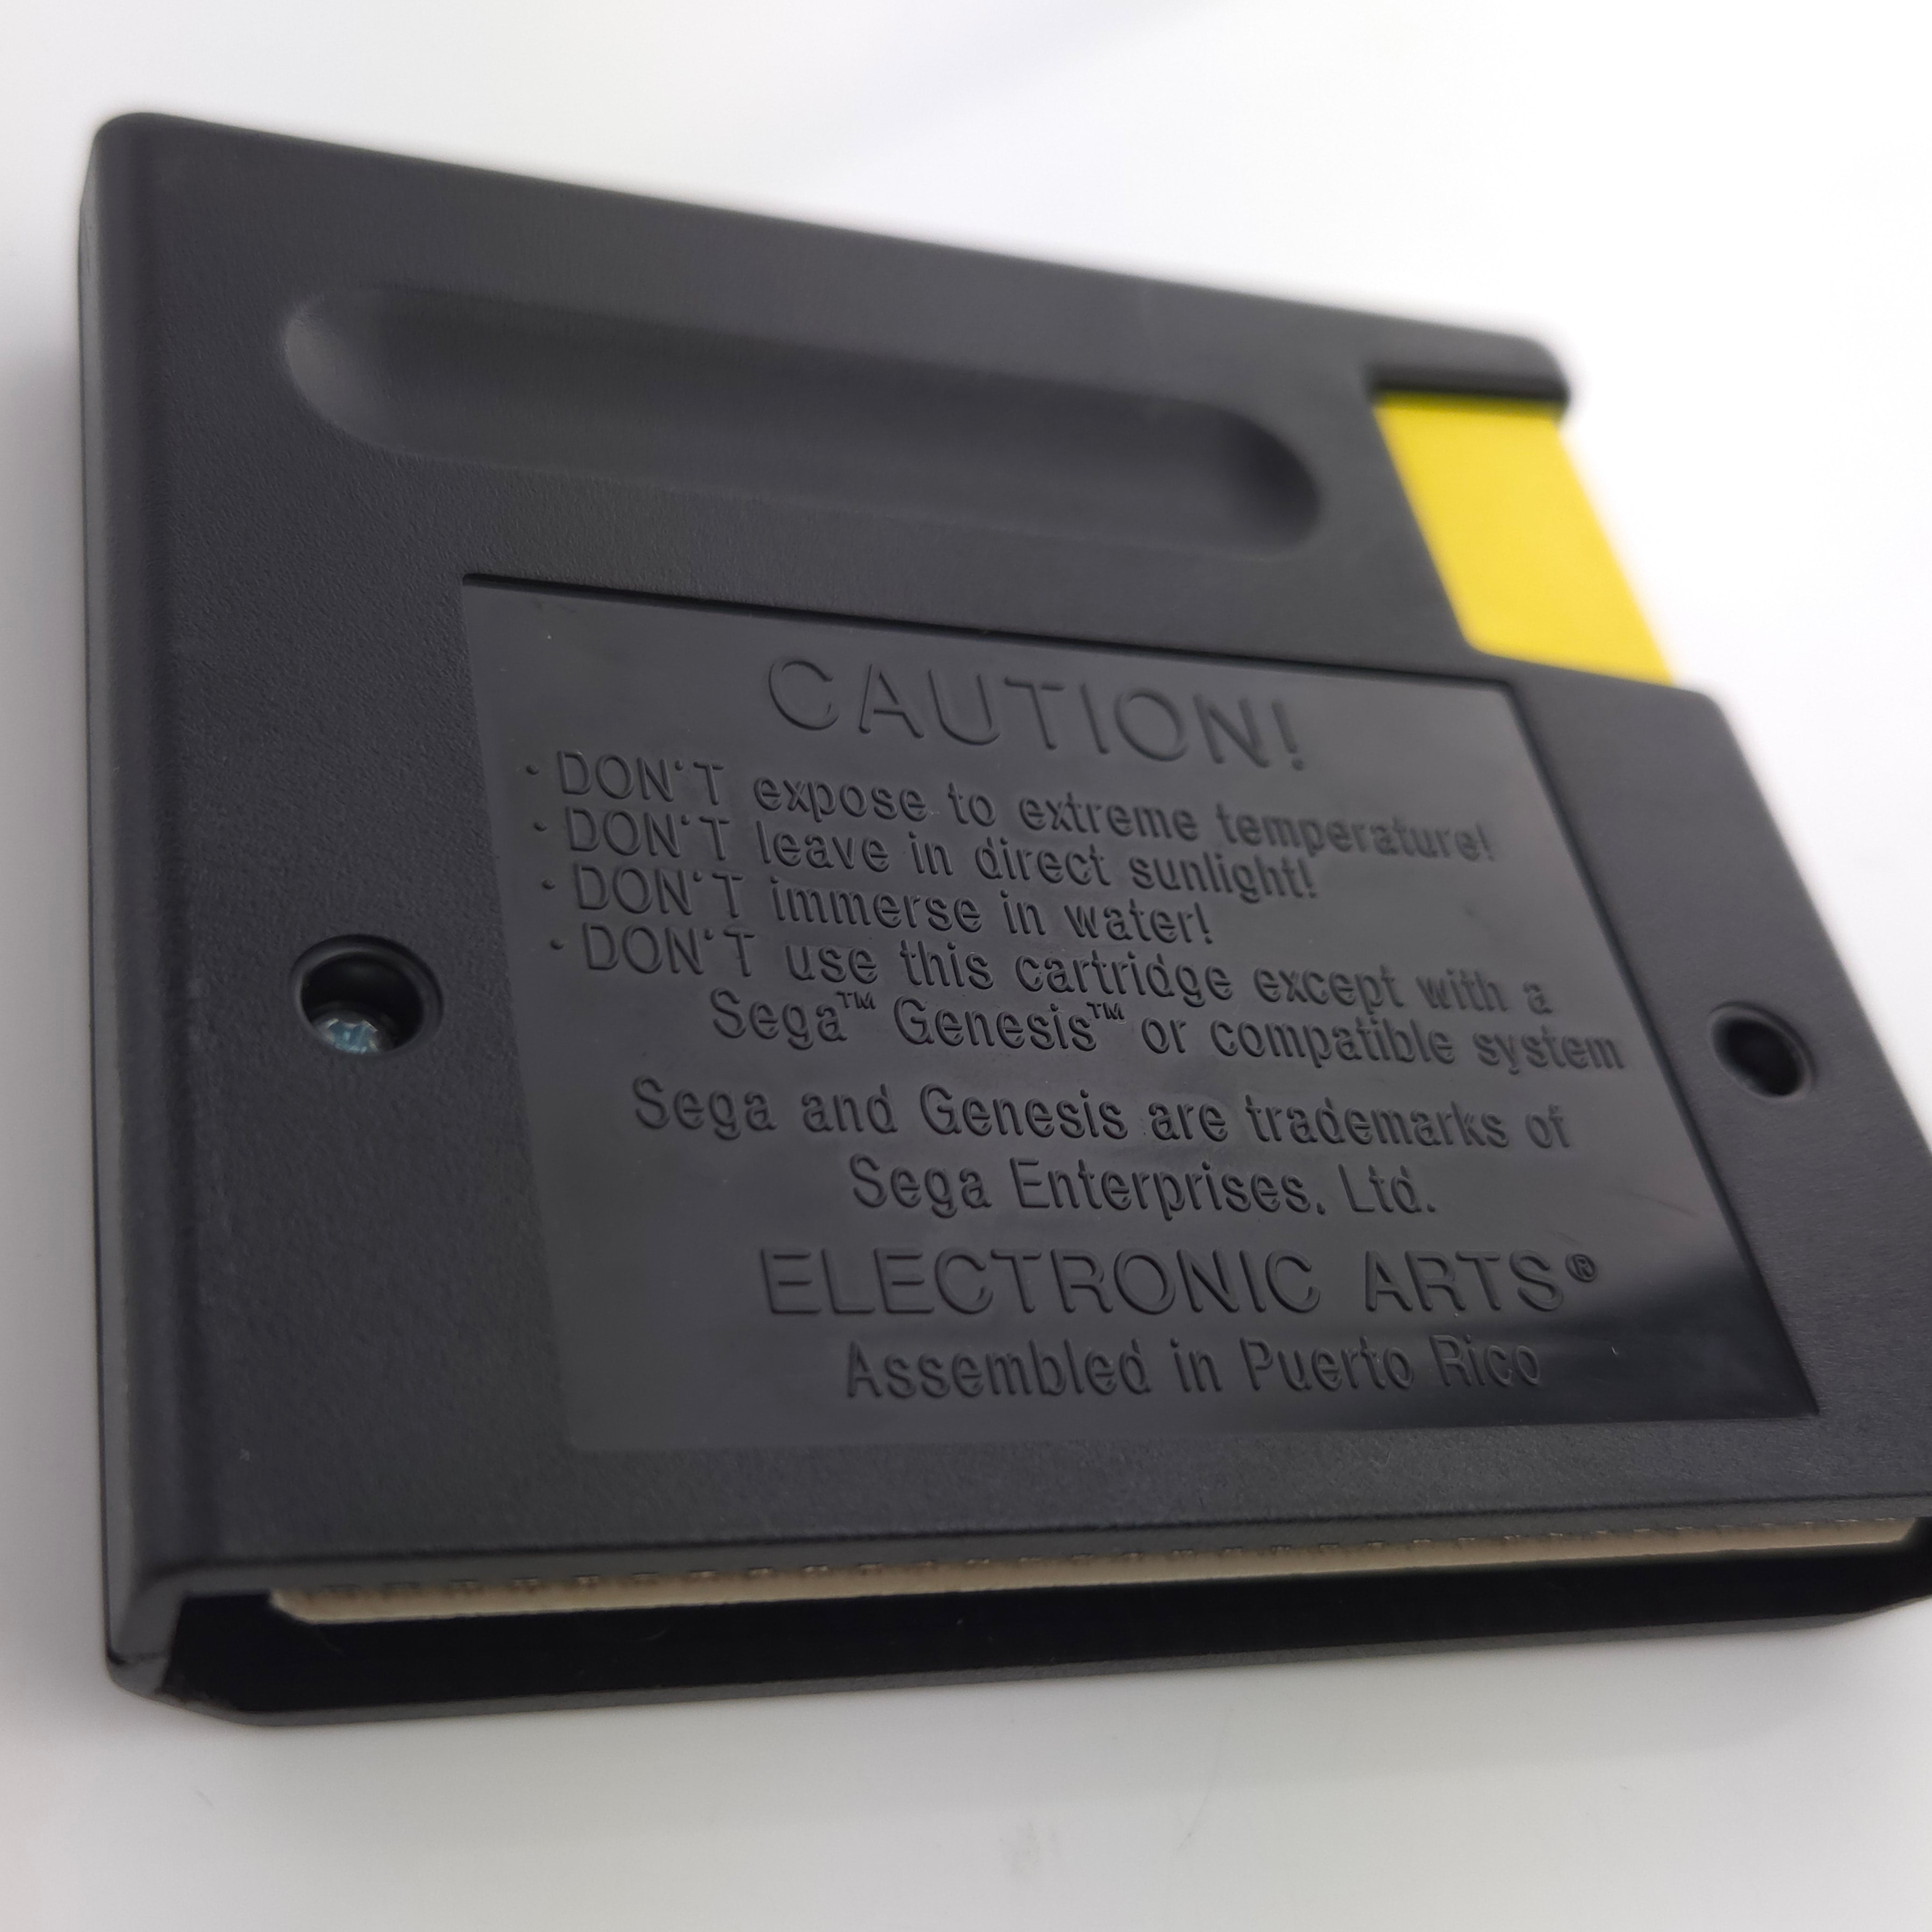 CAUTION!
· DON'T expose to extreme temperature!
· DON'T leave in direct sunlight!
· DON'T immerse in water!
· DON'T use this cartridge except with a
Sega™ Genesis™ or compatible system
Sega and Genesis are trademarks of
Sega Enterprises, Ltd.
ELECTRONIC ARTS®
Assembled in Puerto Rico